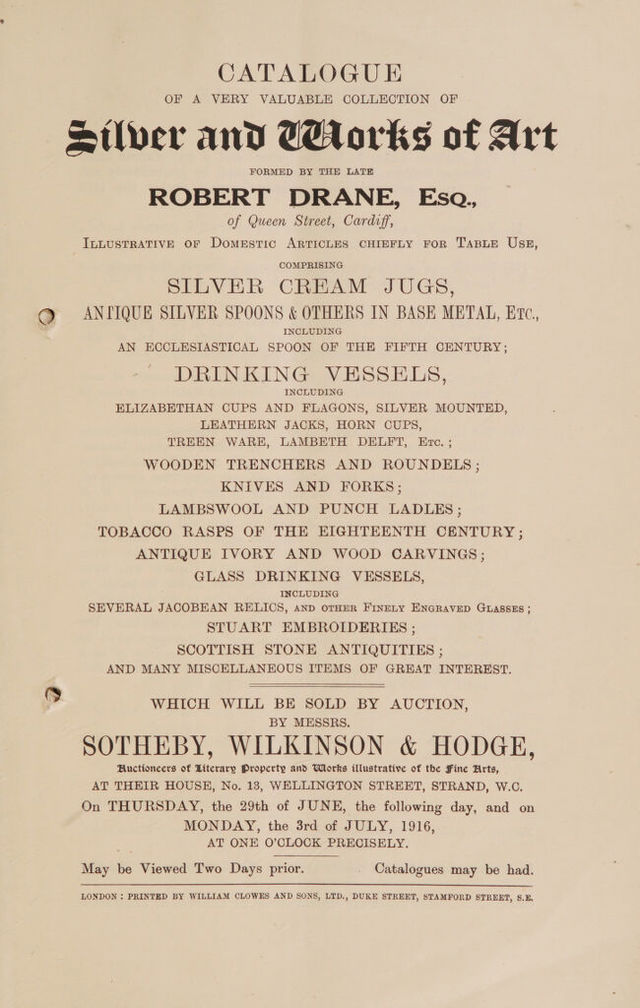 CATALOGUE
OF A VERY VALUABLE COLLECTION OF
Silver and Works of Art
FORMED BY THE LATE
ROBERT DRANE, Esq.,
of Queen Street, Cardiff,
Illustrative of Domestic Articles chiefly for Table Use,
COMPRISING
SILVER CREAM JUGS,
ANTIQUE SILVER SPOONS & OTHERS IN BASE METAL, Etc.,
INCLUDING
AN ECCLESIASTICAL SPOON OF THE FIFTH CENTURY;
DRINKING VESSELS,
INCLUDING
ELIZABETHAN CUPS AND FLAGONS, SILVER MOUNTED,
LEATHERN JACKS, HORN CUPS,
TREEN WARE, LAMBETH DELFT, Etc.;
WOODEN TRENCHERS AND ROUNDELS;
KNIVES AND FORKS;
LAMBSWOOL AND PUNCH LADLES;
TOBACCO RASPS OF THE EIGHTEENTH CENTURY;
ANTIQUE IVORY AND WOOD CARVINGS;
GLASS DRINKING VESSELS,
INCLUDING
SEVERAL JACOBEAN RELICS, and other Finely Engraved Glasses;
STUART EMBROIDERIES;
SCOTTISH STONE ANTIQUITIES;
AND MANY MISCELLANEOUS ITEMS OF GREAT INTEREST.
WHICH WILL BE SOLD BY AUCTION,
BY MESSRS.
SOTHEBY, WILKINSON & HODGE,
Auctioneers of Literary Property and Works illustrative of the Fine Arts,
AT THEIR HOUSE, No. 13, WELLINGTON STREET, STRAND, W.C.
On THURSDAY, the 29th of JUNE, the following day, and on
MONDAY, the 3rd of JULY, 1916,
AT ONE O'CLOCK PRECISELY.
May be Viewed Two Days prior. Catalogues may be had.
LONDON: PRINTED BY WILLIAM CLOWES AND SONS, LTD., DUKE STREET, STAMFORD STREET, S.E.